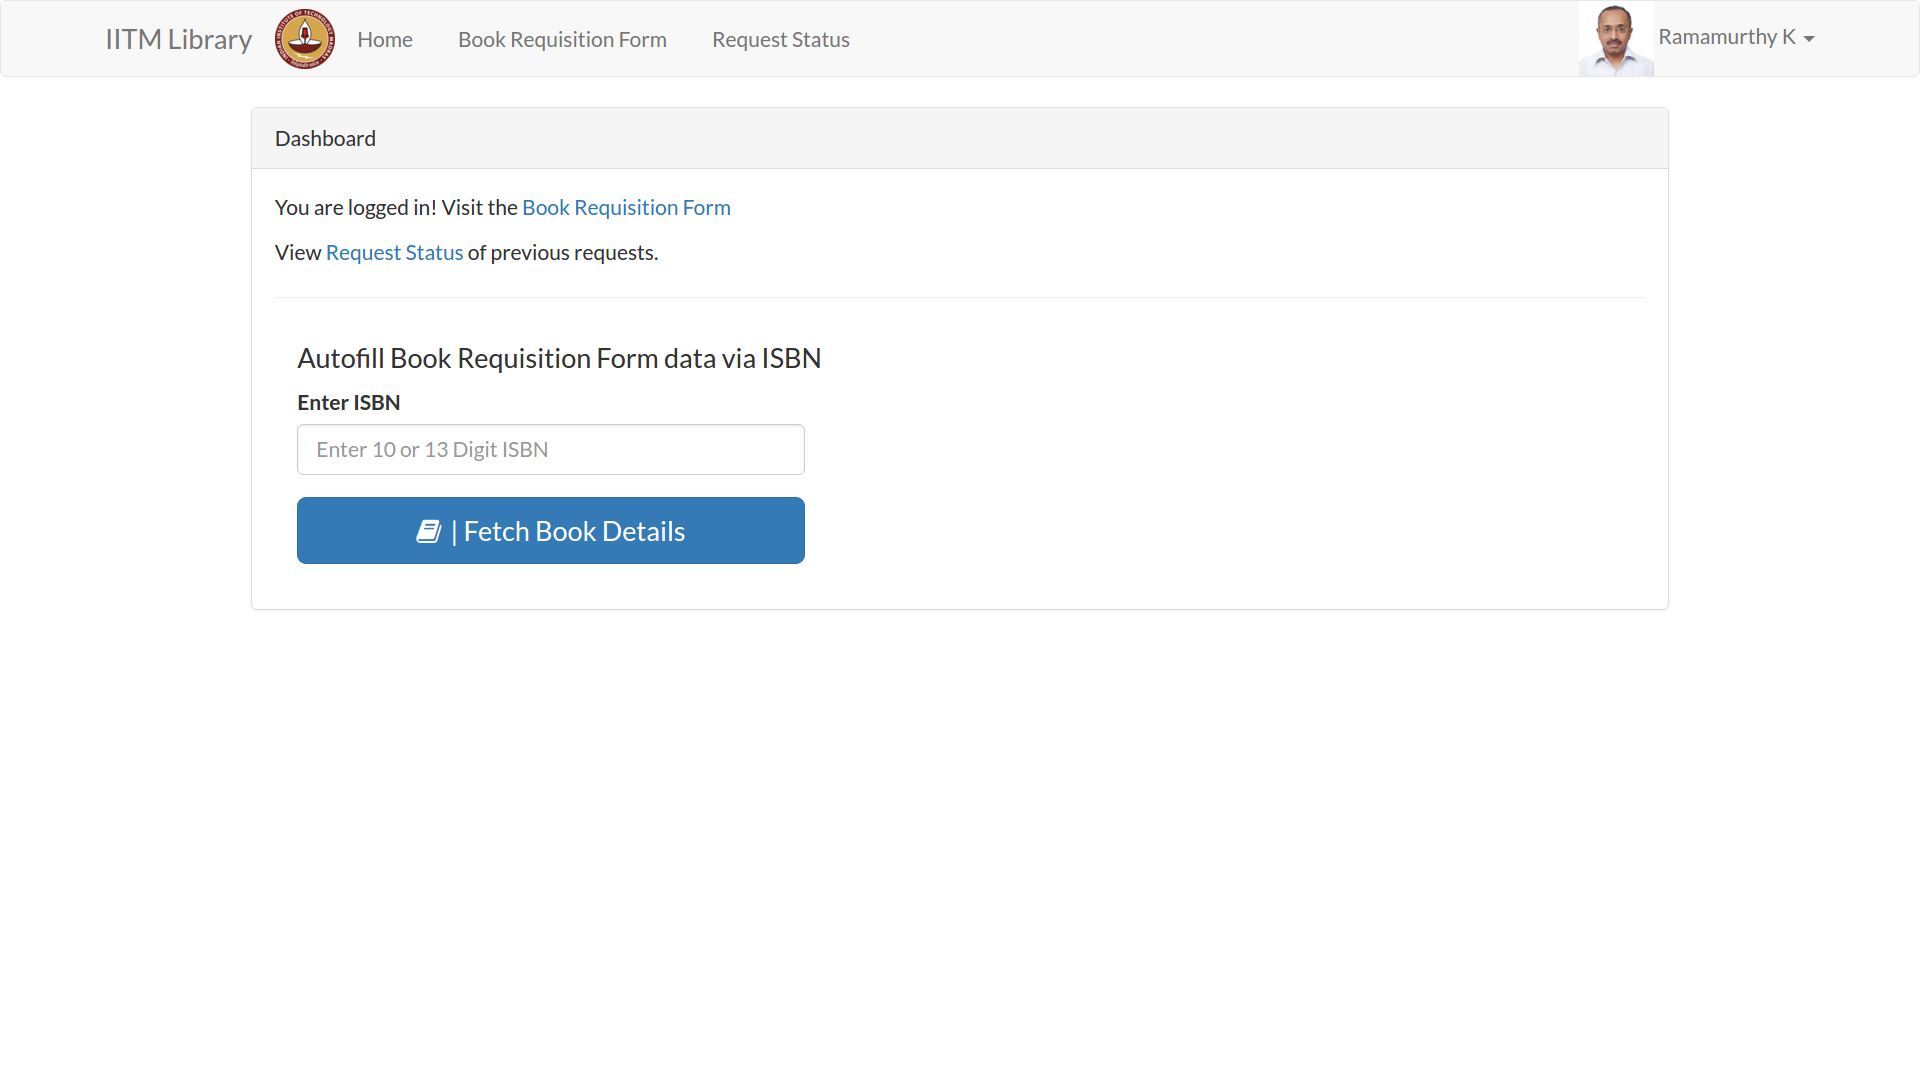 IITM Library
Home
Book Requisition Form
Request Status
Ramamurthy K
Dashboard
You are logged in! Visit the Book Requisition Form
View Request Status of previous requests.
Autofill Book Requisition Form data via ISBN
Enter ISBN
Enter 10 or 13 Digit ISBN
| Fetch Book Details